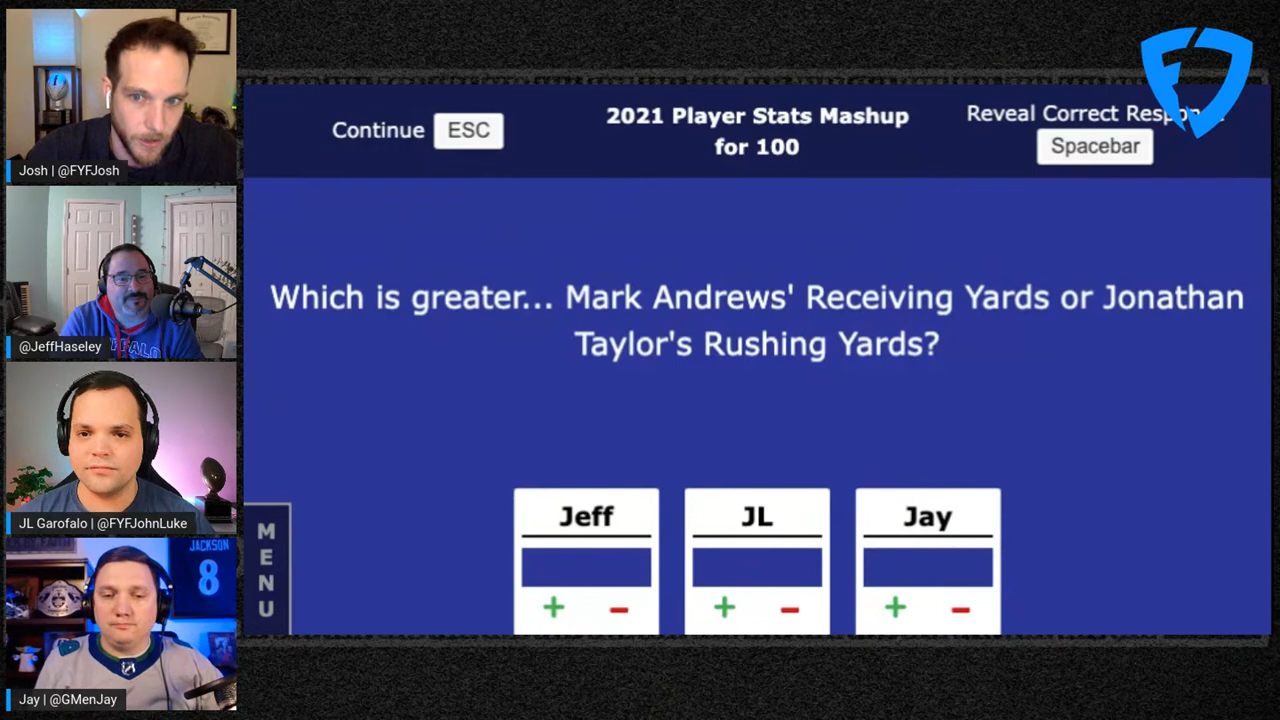 Josh | @FYFJosh
@JeffHaseley
JL Garofalo | @FYFJohnLuke
JACKSON
8
Jay | @GMenJay
Continue ESC
2021 Player Stats Mashup
for 100
Reveal Correct
Spacebar
Which is greater... Mark Andrews' Receiving Yards or Jonathan
Taylor's Rushing Yards?
MENU
Jeff
+ -
JL
+ -
Jay
+ -